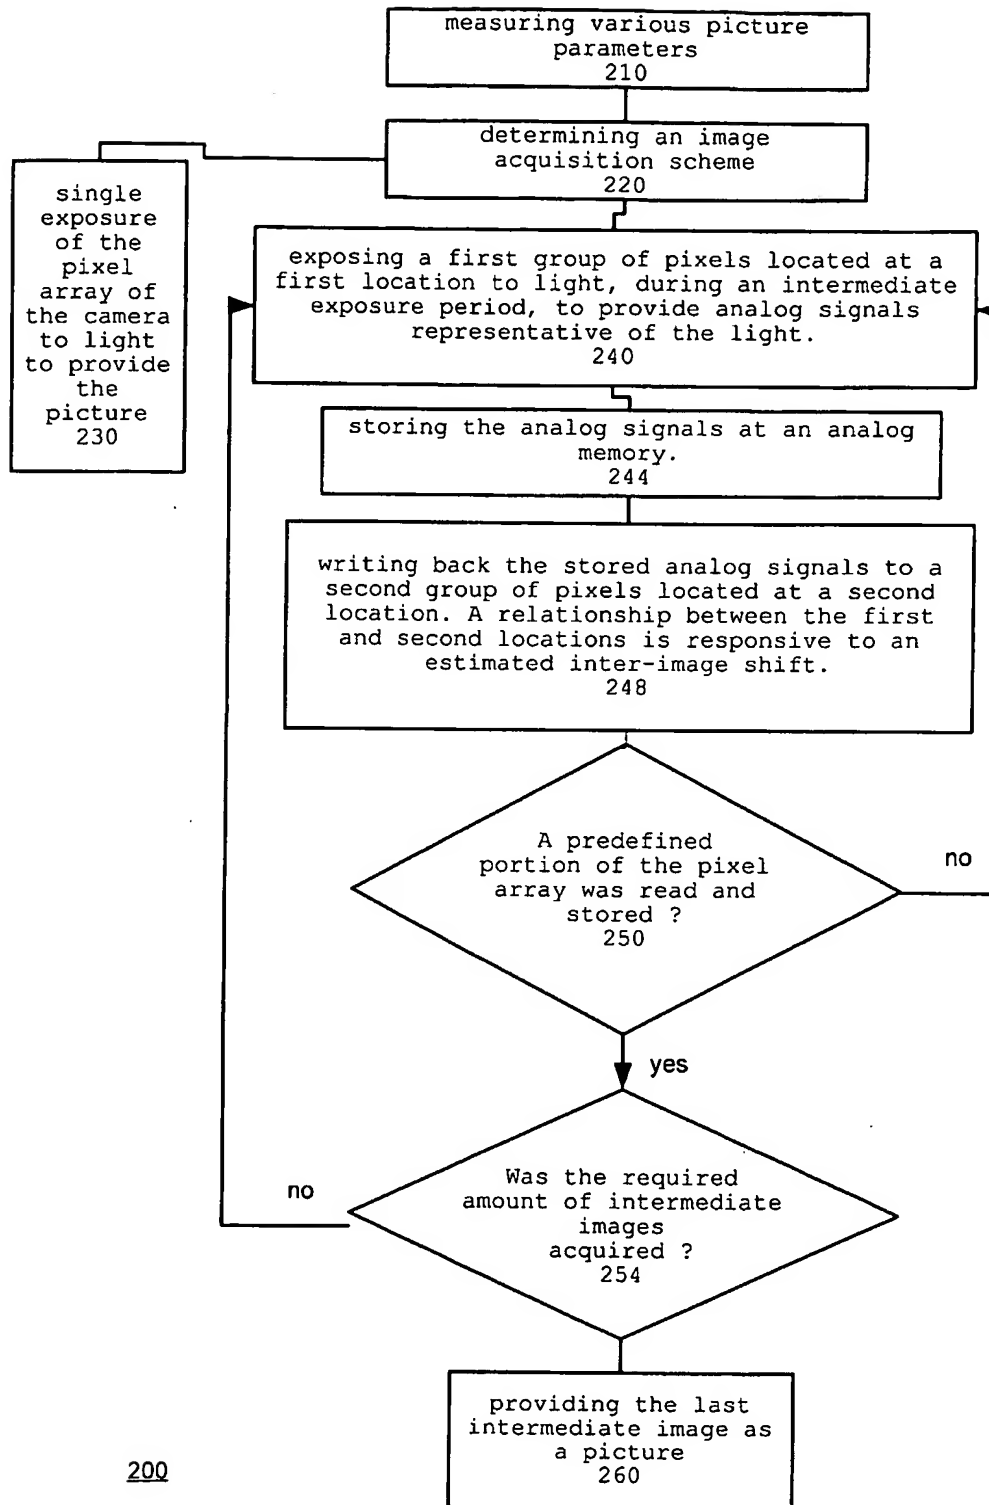 measuring various picture
parameters
210
determining an image
acquisition scheme
220
single
exposure
of the
pixel
array of
the camera
to light
to provide
the
picture
230
exposing a first group of pixels located at a
first location to light, during an intermediate
exposure period, to provide analog signals
representative of the light.
240
storing the analog signals at an analog
memory.
244
writing back the stored analog signals to a
second group of pixels located at a second
location. A relationship between the first
and second locations is responsive to an
estimated inter-image shift.
248
A predefined
portion of the pixel
array was read and
stored ?
250
no
yes
Was the required
amount of intermediate
images
acquired ?
254
no
providing the last
intermediate image as
a picture
260
200